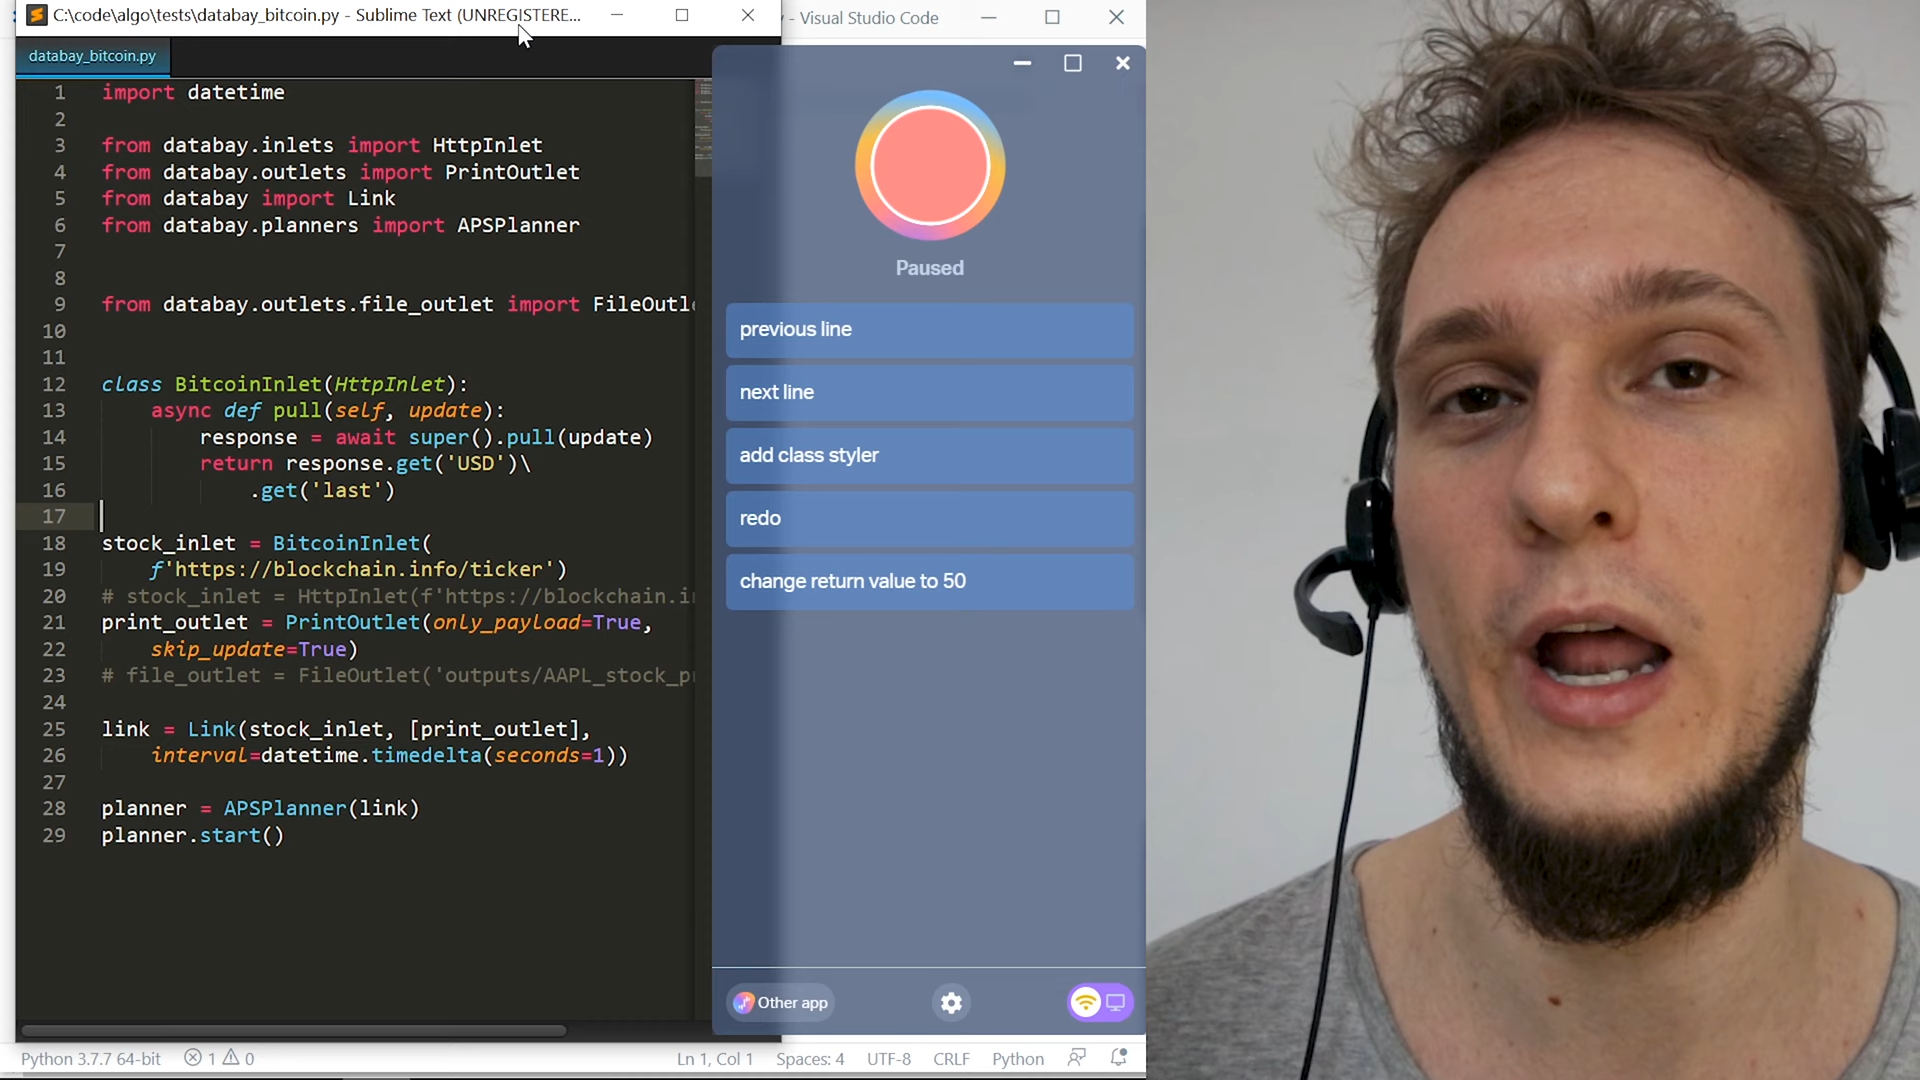 C:\code\algo\tests\databay_bitcoin.py - Sublime Text (UNREGISTERE...
- Visual Studio Code
databay_bitcoin.py
1 import datetime
2
3 from databay.inlets import HttpInlet
4 from databay.outlets import PrintOutlet
5 from databay import Link
6 from databay.planners import APSPlanner
7
8
9 from databay.outlets.file_outlet import FileOutl
10
11
12 class BitcoinInlet(HttpInlet):
13 async def pull(self, update):
14 response = await super().pull(update)
15 return response.get('USD')\
16 .get('last')
17
18 stock_inlet = BitcoinInlet(
19 f'https://blockchain.info/ticker')
20 # stock_inlet = HttpInlet(f'https://blockchain.i
21 print_outlet = PrintOutlet(only_payload=True,
22 skip_update=True)
23 # file_outlet = FileOutlet('outputs/AAPL_stock_p
24
25 link = Link(stock_inlet, [print_outlet],
26 interval=datetime.timedelta(seconds=1))
27
28 planner = APSPlanner(link)
29 planner.start()
Paused
previous line
next line
add class styler
redo
change return value to 50
Other app
Python 3.7.7 64-bit 1 0 Ln 1, Col 1 Spaces: 4 UTF-8 CRLF Python